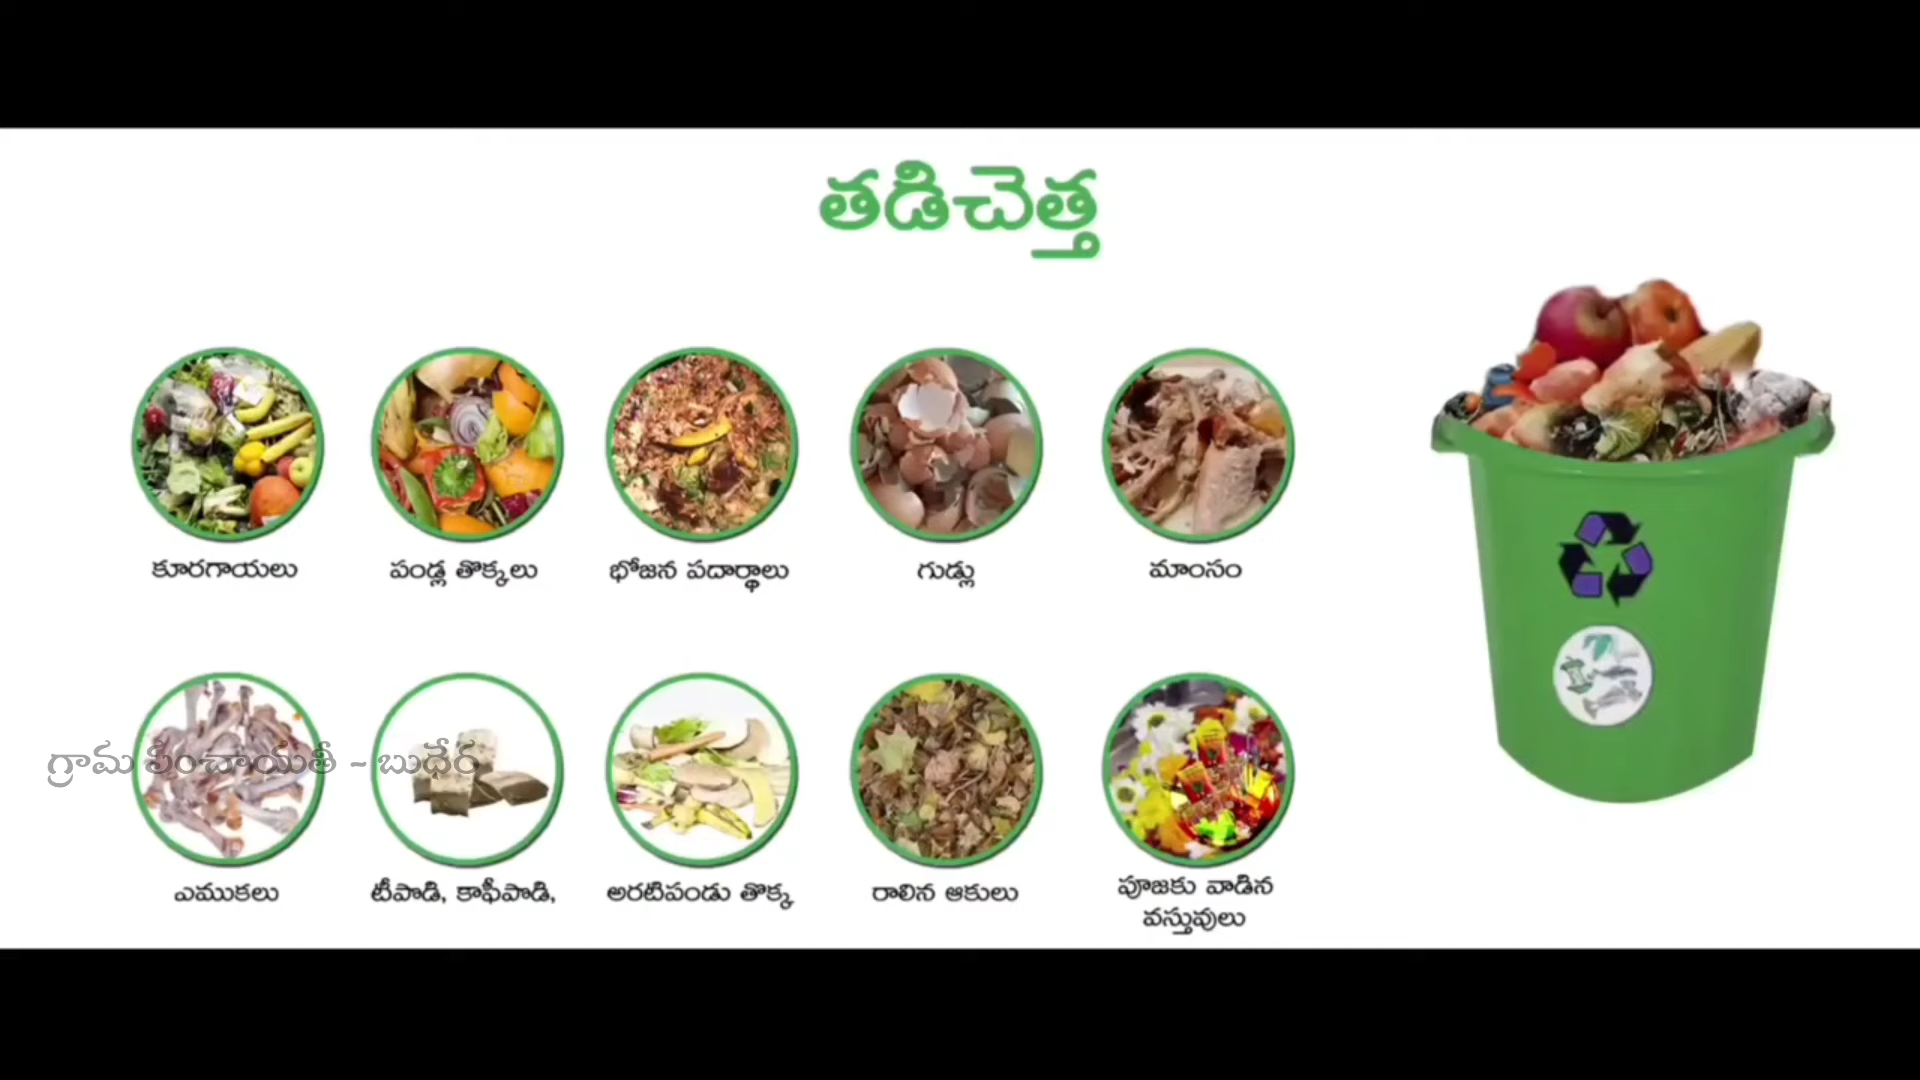 తడిచెత్త
కూరగాయలు
పండ్ల తొక్కలు
భోజన పదార్థాలు
గుడ్లు
మాంసం
గ్రామ పంచాయతీ - బుధేర
ఎముకలు
టీపొడి, కాఫీపొడి,
అరటిపండు తొక్క
రాలిన ఆకులు
పూజకు వాడిన
వస్తువులు